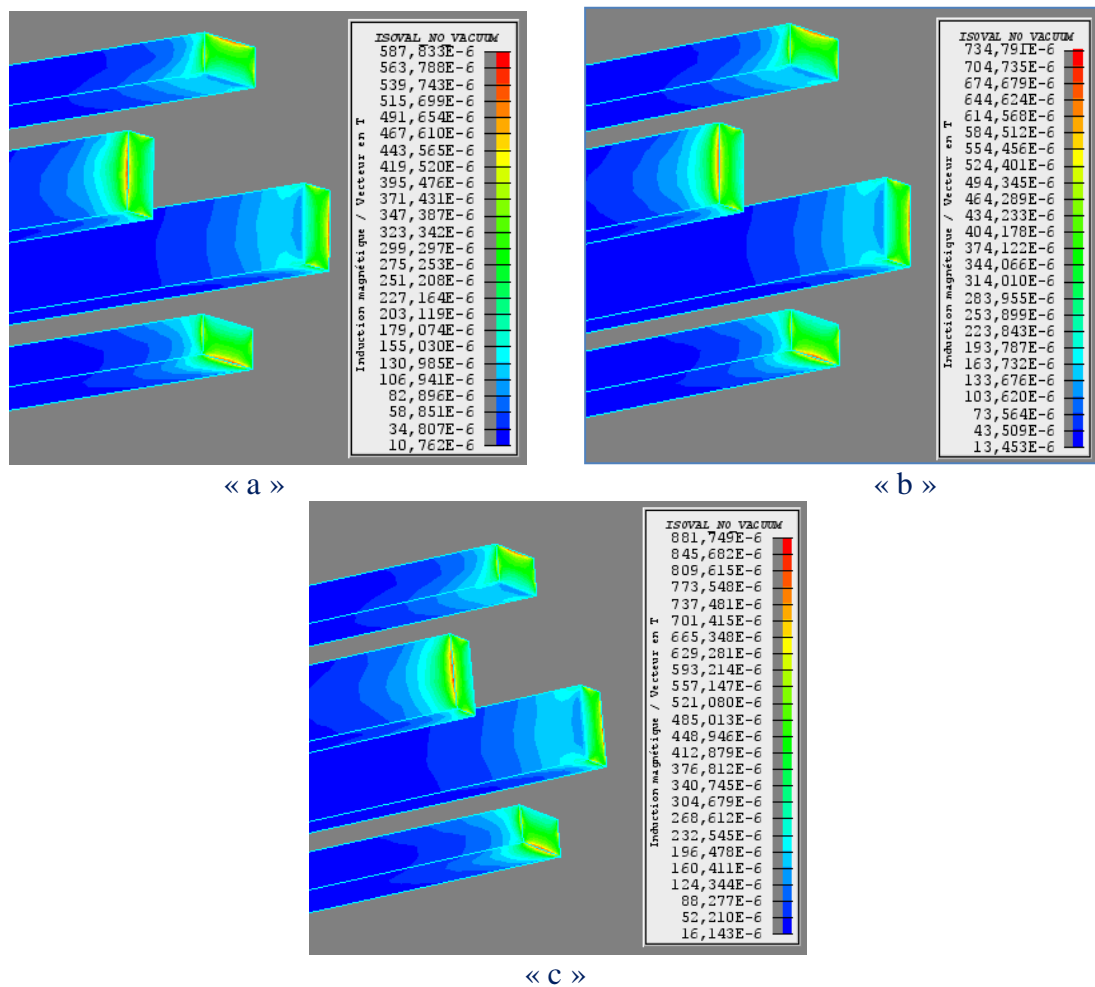 ISOVAL NO VACUUM
587,833E-6
563,788E-6
539,743E-6
515,699E-6
491,654E-6
467,610E-6
443,565E-6
419,520E-6
395,476E-6
371,431E-6
347,387E-6
323,342E-6
299,297E-6
275,253E-6
251,208E-6
227,164E-6
203,119E-6
179,074E-6
155,030E-6
130,985E-6
106,941E-6
82,896E-6
58,851E-6
34,807E-6
10,762E-6
Induction magnétique / Vecteur en T
« a »
ISOVAL NO VACUUM
734,791E-6
704,735E-6
674,679E-6
644,624E-6
614,568E-6
584,512E-6
554,456E-6
524,401E-6
494,345E-6
464,289E-6
434,233E-6
404,178E-6
374,122E-6
344,066E-6
314,010E-6
283,955E-6
253,899E-6
223,843E-6
193,787E-6
163,732E-6
133,676E-6
103,620E-6
73,564E-6
43,509E-6
13,453E-6
Induction magnétique / Vecteur en T
« b »
ISOVAL NO VACUUM
881,749E-6
845,682E-6
809,615E-6
773,548E-6
737,481E-6
701,415E-6
665,348E-6
629,281E-6
593,214E-6
557,147E-6
521,080E-6
485,013E-6
448,946E-6
412,879E-6
376,812E-6
340,745E-6
304,679E-6
268,612E-6
232,545E-6
196,478E-6
160,411E-6
124,344E-6
88,277E-6
52,210E-6
16,143E-6
Induction magnétique / Vecteur en T
« c »